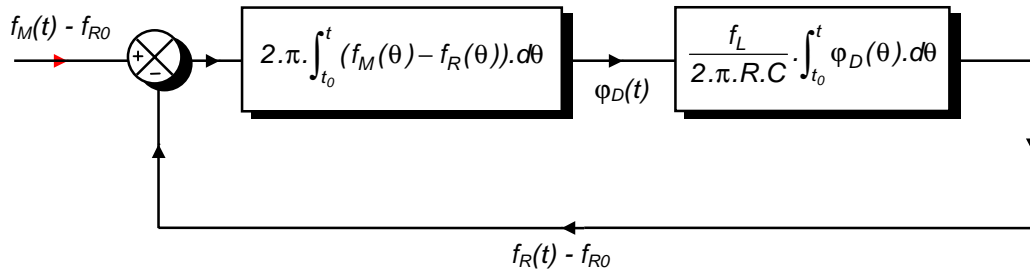 f_M(t) - f_R0
+
−
2.π.∫_{t_0}^{t} (f_M(θ) – f_R(θ)).dθ
φ_D(t)
f_L / 2.π.R.C · ∫_{t_0}^{t} φ_D(θ).dθ
f_R(t) - f_R0